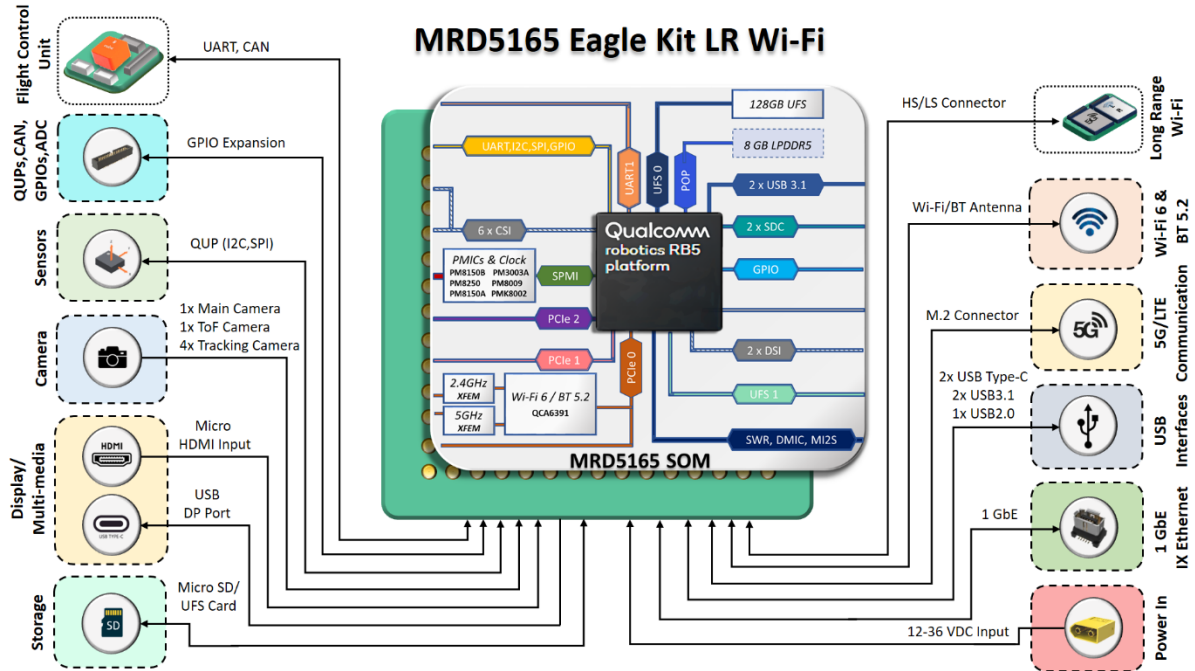 MRD5165 Eagle Kit LR Wi-Fi
Flight Control
Unit
UART, CAN
QUPs,CAN,
GPIOs,ADC
GPIO Expansion
Sensors
QUP (I2C,SPI)
Camera
1x Main Camera
1x ToF Camera
4x Tracking Camera
Display/
Multi-media
HDMI
Micro
HDMI Input
USB TYPE-C
USB
DP Port
Storage
SD
Micro SD/
UFS Card
UART,I2C,SPI,GPIO
UART1
UFS 0
POP
128GB UFS
8 GB LPDDR5
2 x USB 3.1
6 x CSI
Qualcomm
robotics RB5
platform
2 x SDC
GPIO
PMICs & Clock
PM8150B PM3003A
PM8250 PM8009
PM8150A PMK8002
SPMI
PCIe 2
PCIe 1
PCIe 0
2 x DSI
UFS 1
2.4GHz
XFEM
5GHz
XFEM
Wi-Fi 6 / BT 5.2
QCA6391
SWR, DMIC, MI2S
MRD5165 SOM
HS/LS Connector
Long Range
Wi-Fi
Wi-Fi/BT Antenna
Wi-Fi 6 &
BT 5.2
M.2 Connector
5G
5G/LTE
Communication
2x USB Type-C
2x USB3.1
1x USB2.0
USB
Interfaces
1 GbE
1 GbE
IX Ethernet
12-36 VDC Input
Power In